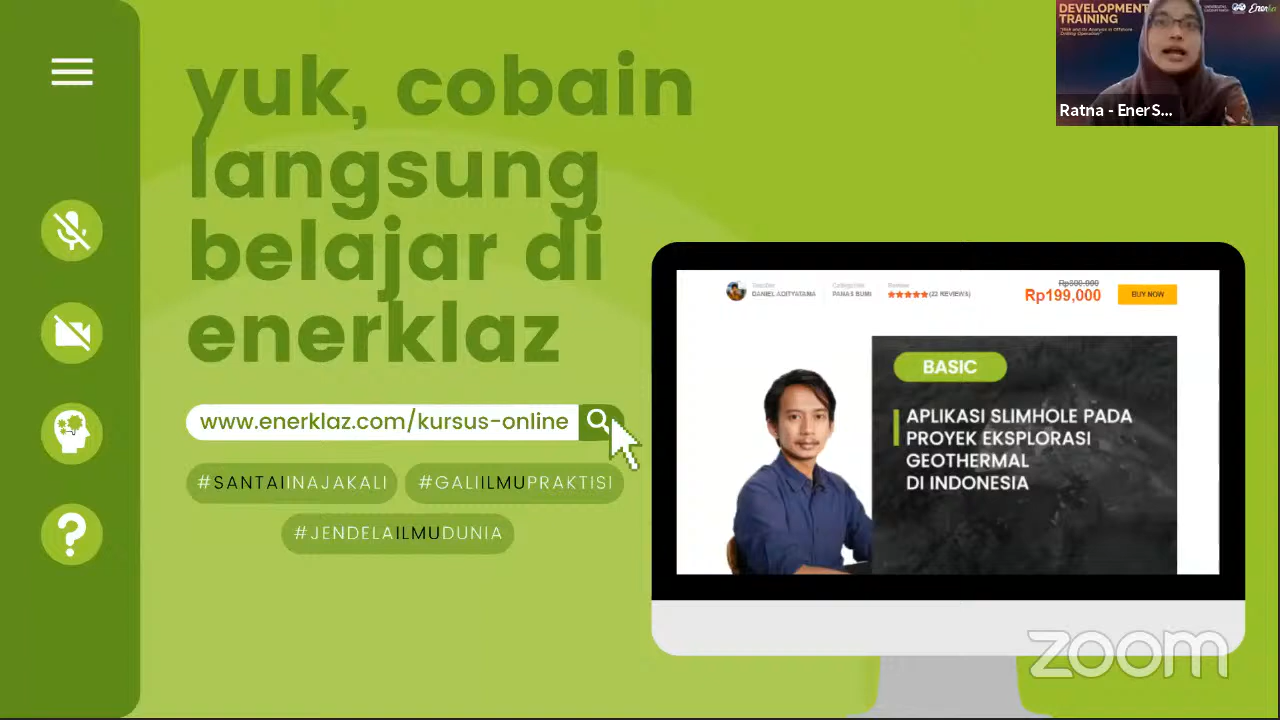 yuk, cobain
langsung
belajar di
enerklaz
www.enerklaz.com/kursus-online
#SANTAIINAJAKALI
#GALIILMUPRAKTISI
#JENDELAILMUDUNIA
DEVELOPMENT
TRAINING
Ratna - EnerS...
DANIEL ADITYATAMA
PANAS BUMI
Review
(22 REVIEWS)
Rp199,000
BUY NOW
BASIC
APLIKASI SLIMHOLE PADA
PROYEK EKSPLORASI
GEOTHERMAL
DI INDONESIA
zoom